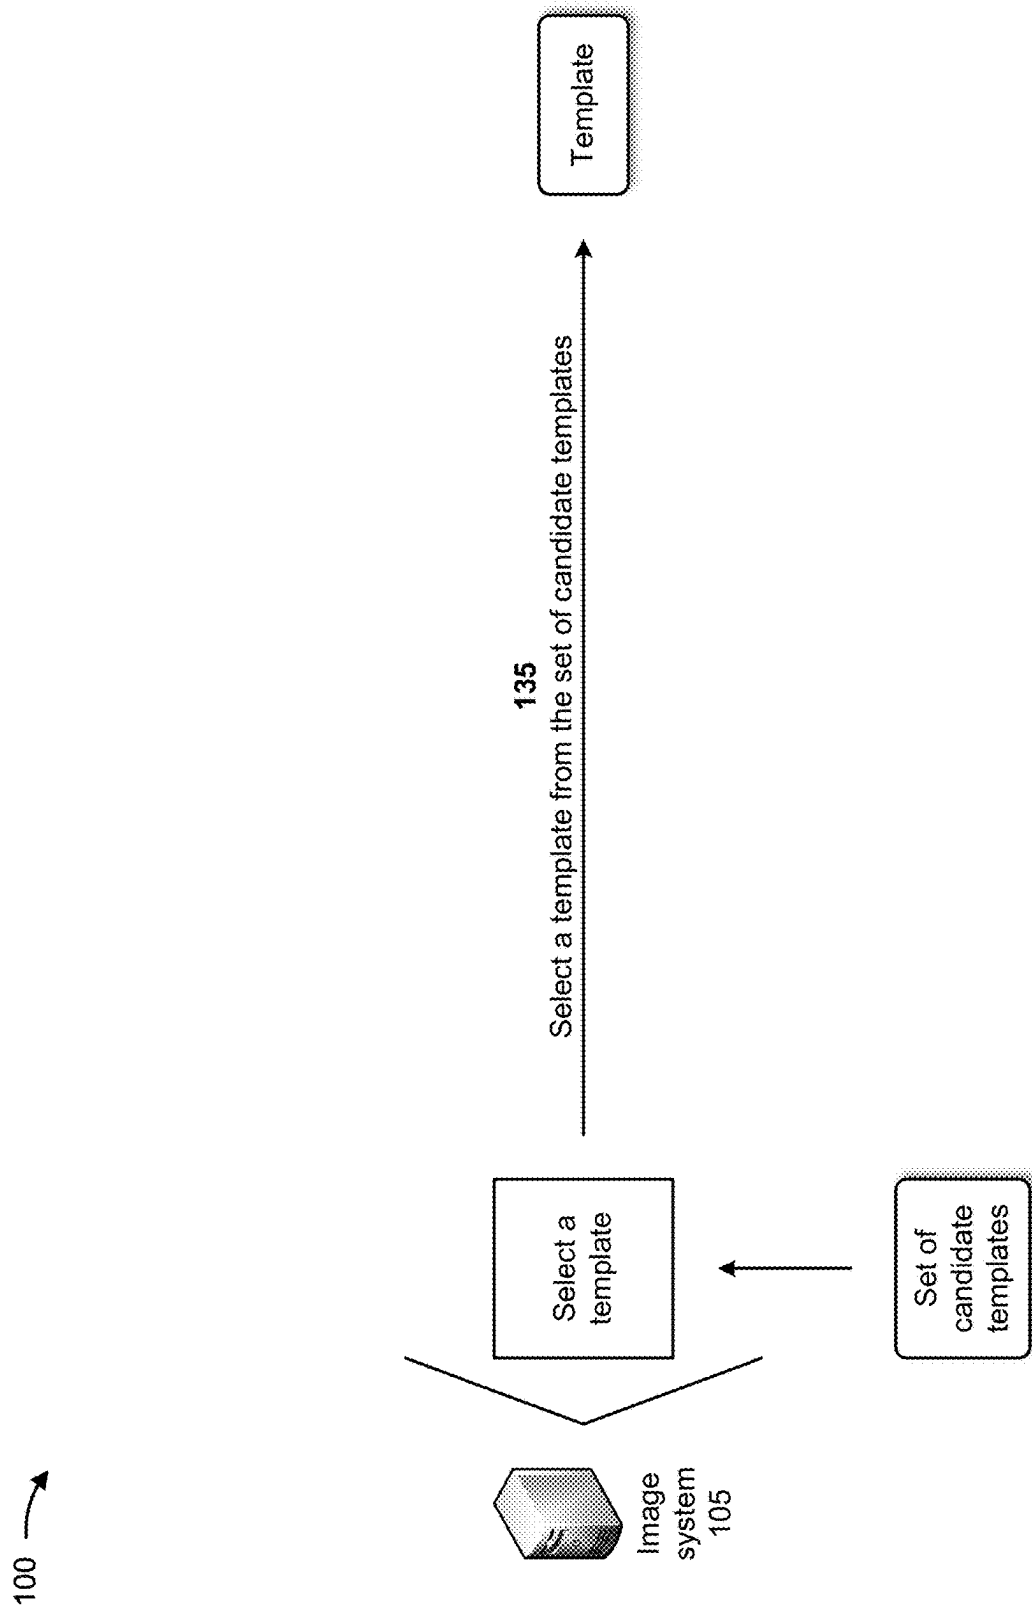 100
Image
system
105
Select a
template
Set of
candidate
templates
135
Select a template from the set of candidate templates
Template